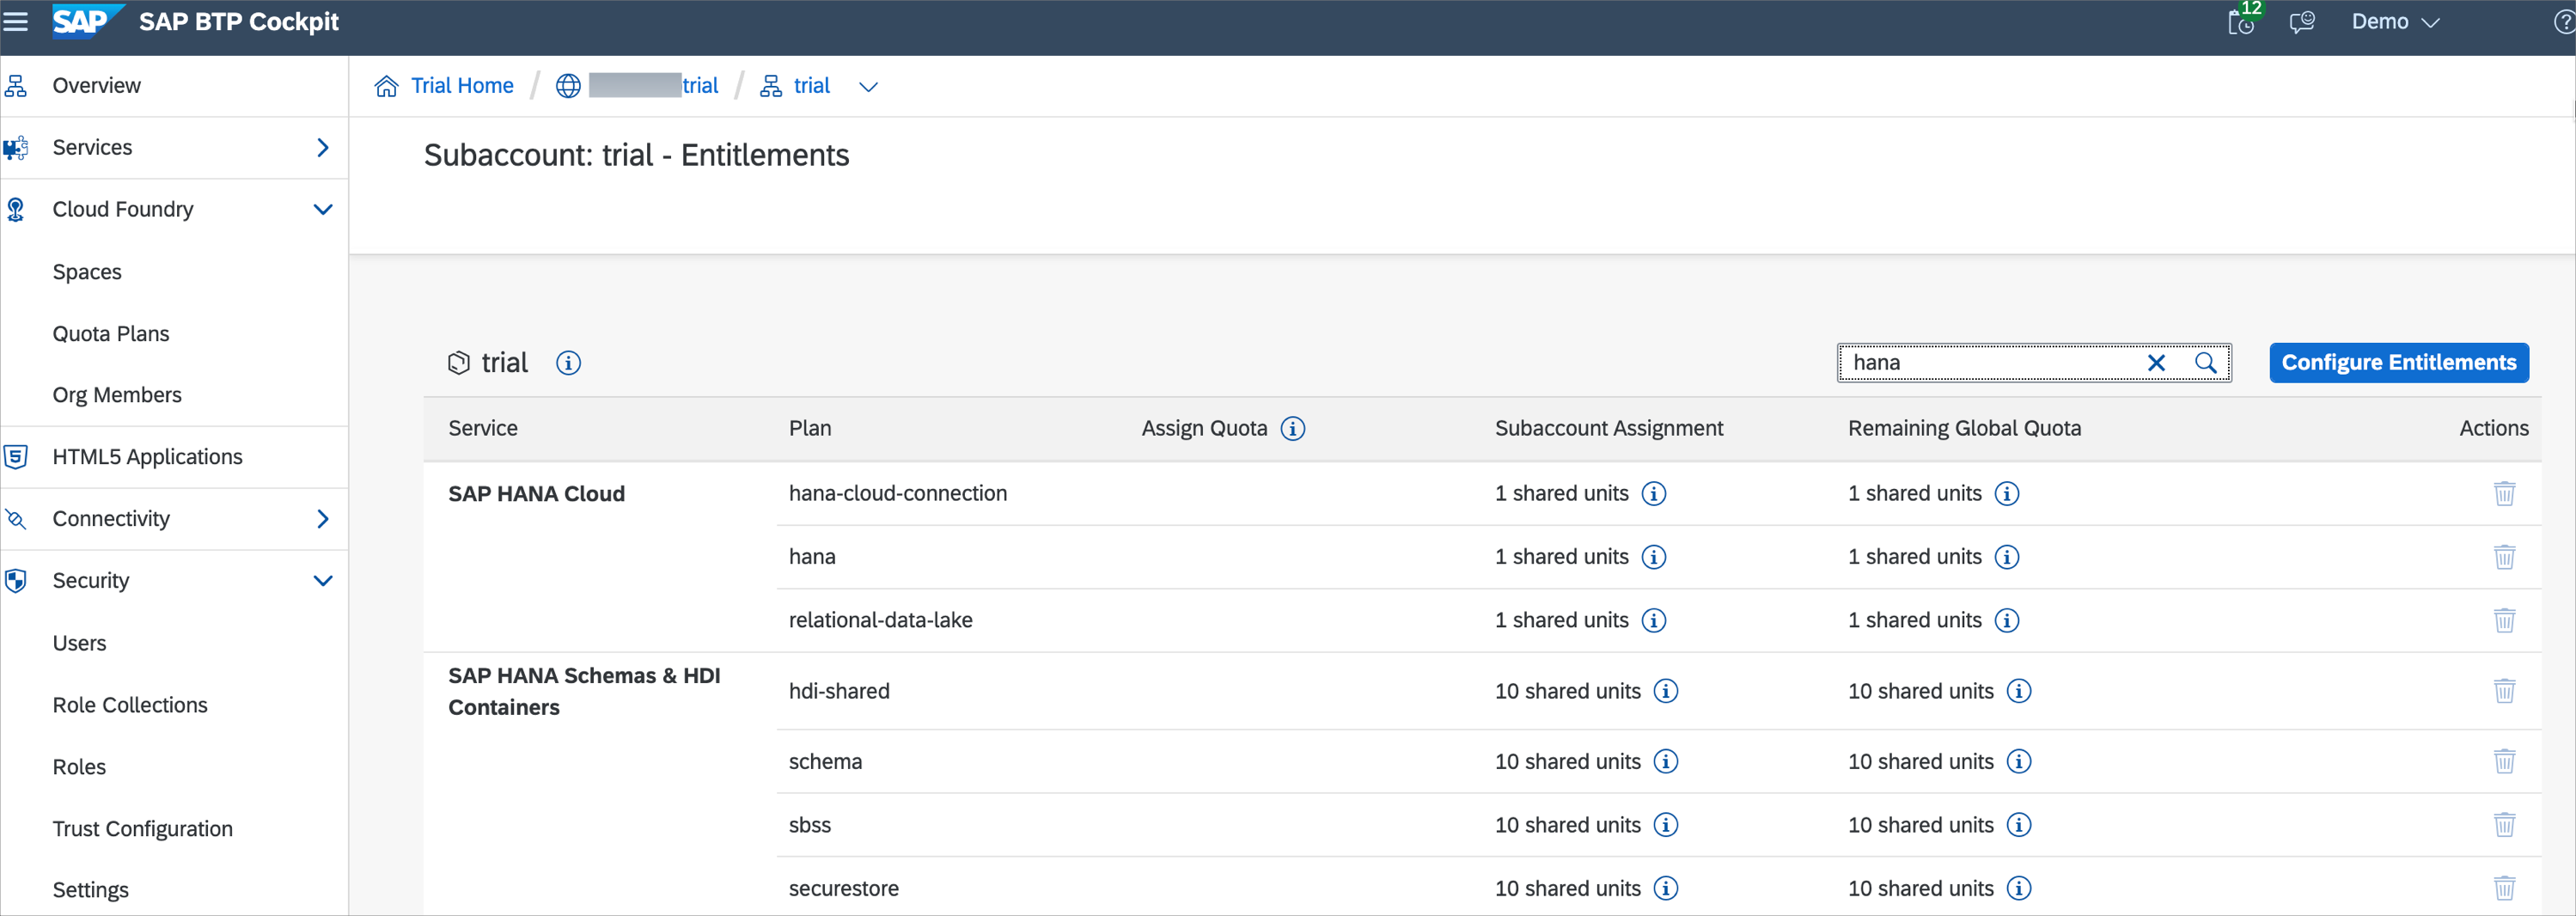 SAP SAP BTP Cockpit 12 Demo
Overview
Services
Cloud Foundry
Spaces
Quota Plans
Org Members
HTML5 Applications
Connectivity
Security
Users
Role Collections
Roles
Trust Configuration
Settings
Trial Home / trial / trial
Subaccount: trial - Entitlements
trial hana Configure Entitlements
Service Plan Assign Quota Subaccount Assignment Remaining Global Quota Actions
SAP HANA Cloud hana-cloud-connection 1 shared units 1 shared units
hana 1 shared units 1 shared units
relational-data-lake 1 shared units 1 shared units
SAP HANA Schemas & HDI
Containers hdi-shared 10 shared units 10 shared units
schema 10 shared units 10 shared units
sbss 10 shared units 10 shared units
securestore 10 shared units 10 shared units